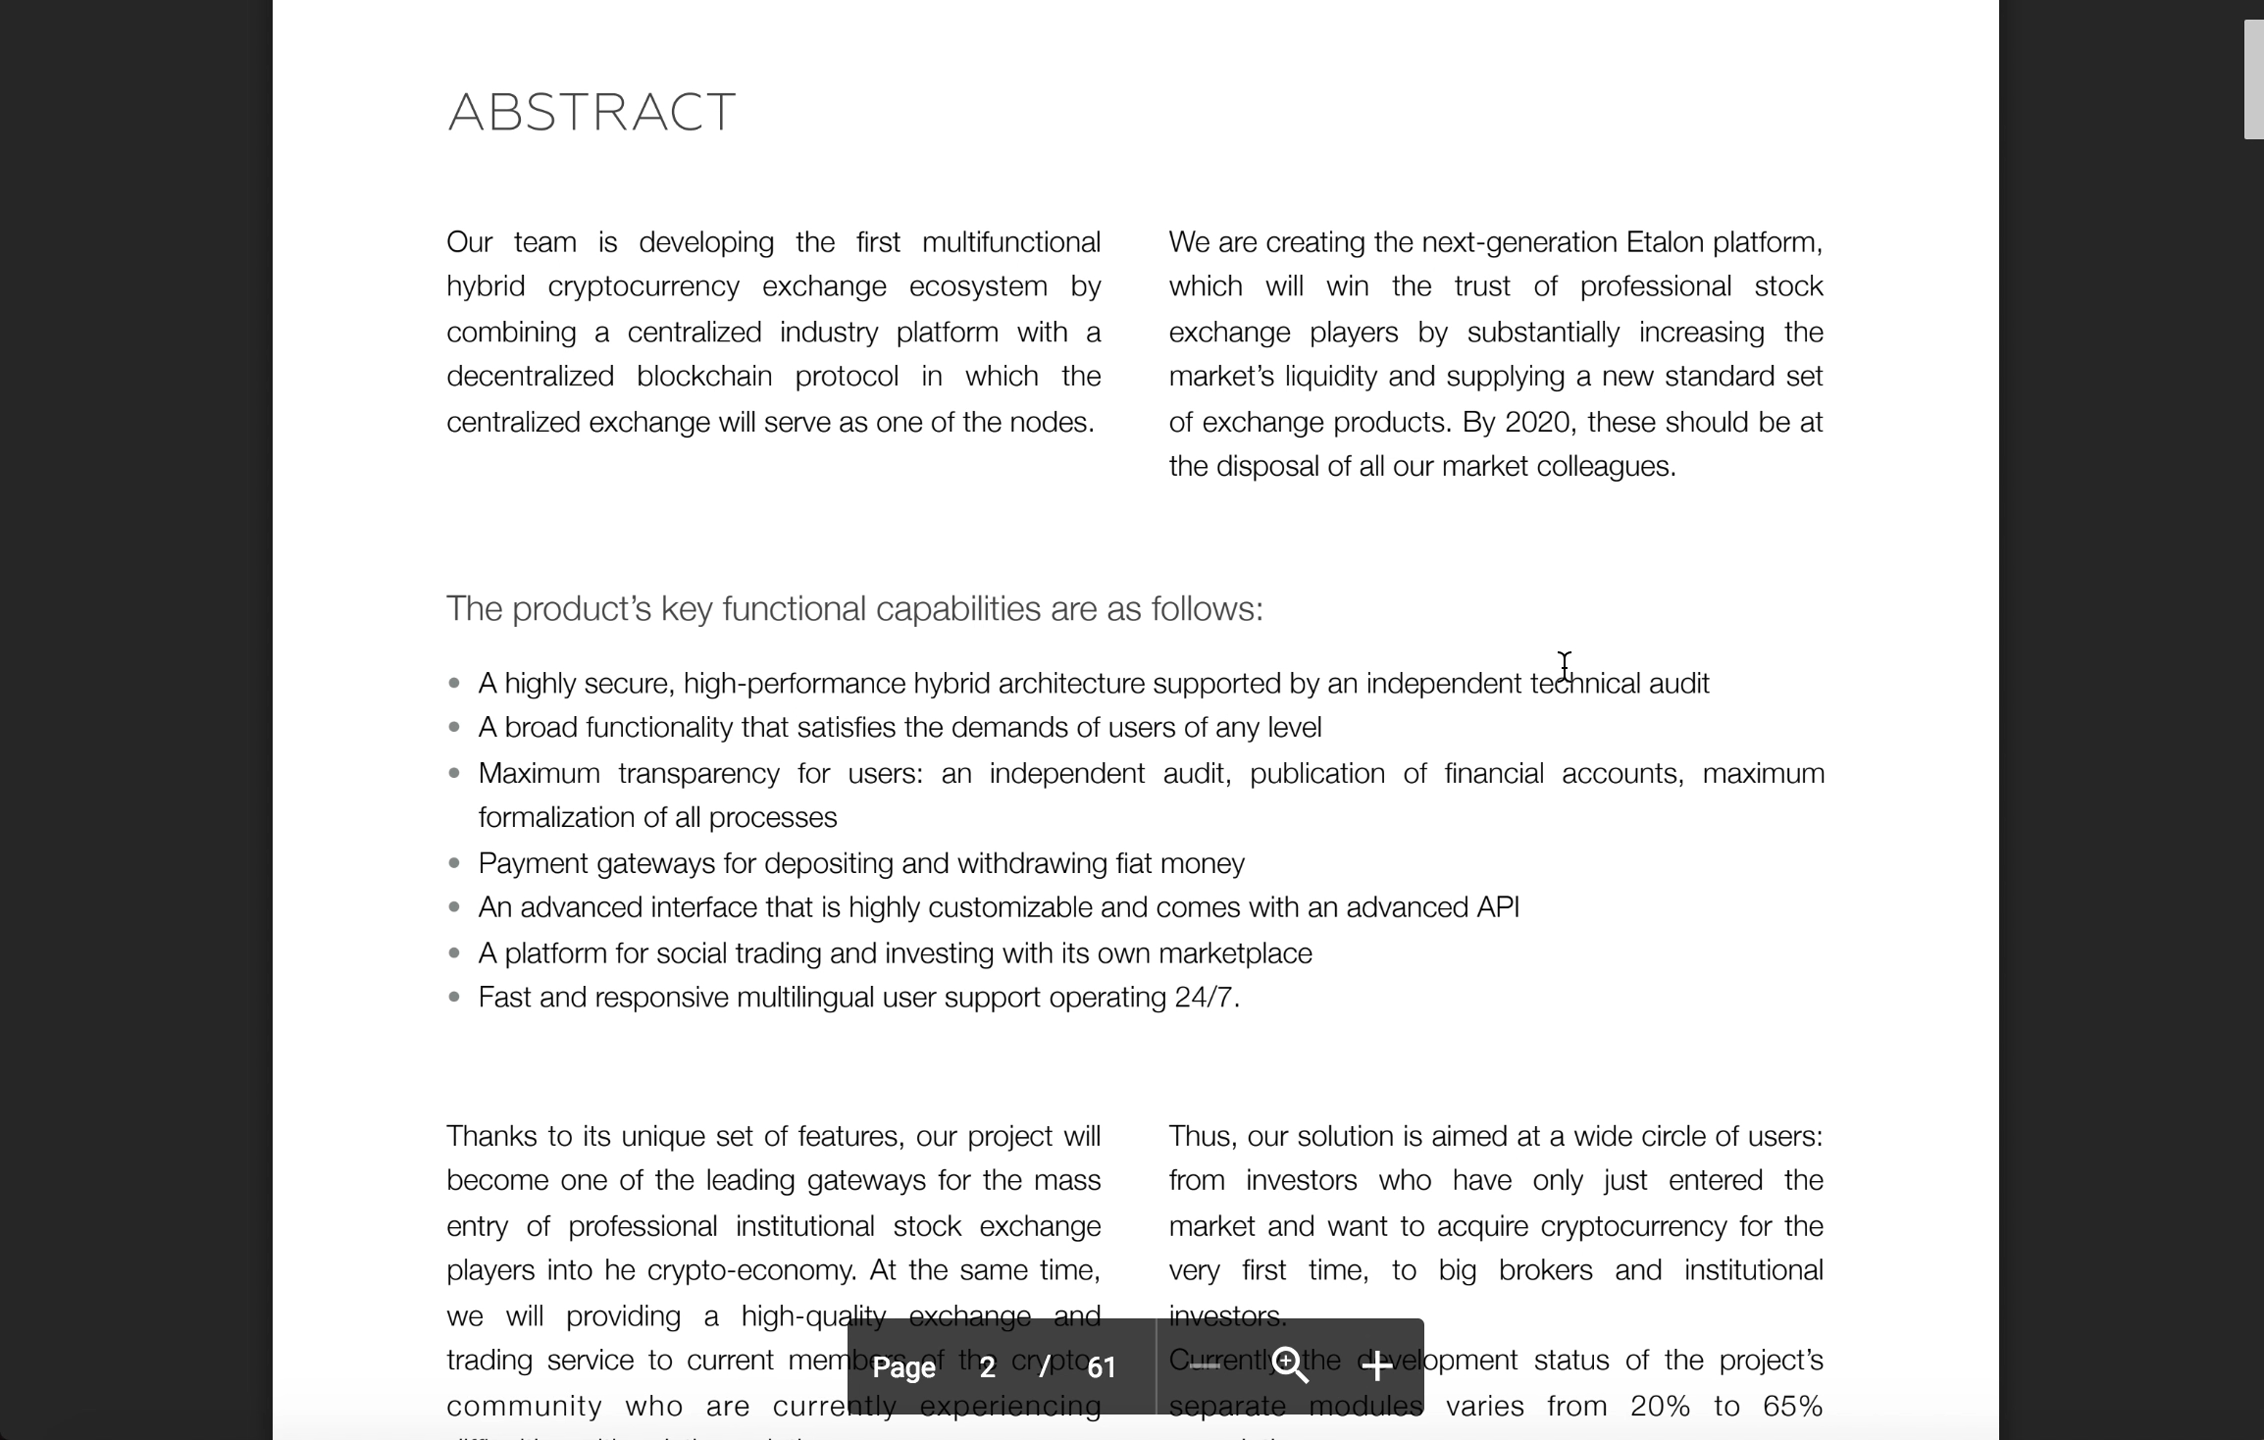 ABSTRACT
Our team is developing the first multifunctional
hybrid cryptocurrency exchange ecosystem by
combining a centralized industry platform with a
decentralized blockchain protocol in which the
centralized exchange will serve as one of the nodes.
We are creating the next-generation Etalon platform,
which will win the trust of professional stock
exchange players by substantially increasing the
market’s liquidity and supplying a new standard set
of exchange products. By 2020, these should be at
the disposal of all our market colleagues.
The product’s key functional capabilities are as follows:
• A highly secure, high-performance hybrid architecture supported by an independent technical audit
• A broad functionality that satisfies the demands of users of any level
• Maximum transparency for users: an independent audit, publication of financial accounts, maximum
formalization of all processes
• Payment gateways for depositing and withdrawing fiat money
• An advanced interface that is highly customizable and comes with an advanced API
• A platform for social trading and investing with its own marketplace
• Fast and responsive multilingual user support operating 24/7.
Thanks to its unique set of features, our project will
become one of the leading gateways for the mass
entry of professional institutional stock exchange
players into he crypto-economy. At the same time,
we will providing a high-quality exchange and
trading service to current members of the crypto
community who are currently experiencing
Thus, our solution is aimed at a wide circle of users:
from investors who have only just entered the
market and want to acquire cryptocurrency for the
very first time, to big brokers and institutional
investors.
Currently the development status of the project’s
separate modules varies from 20% to 65%
Page 2 / 61